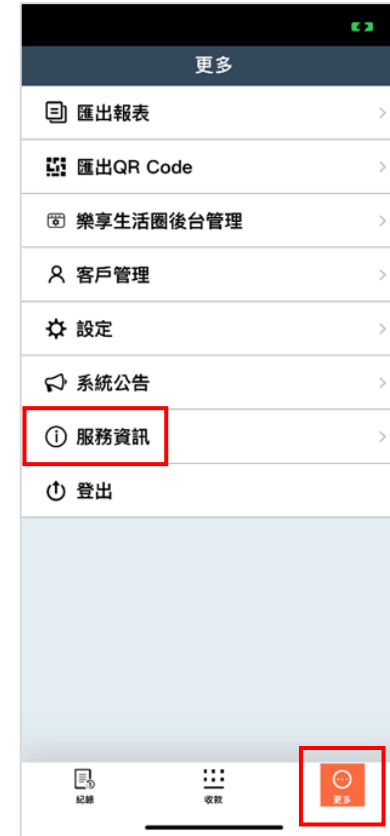 更多
匯出報表
匯出QR Code
樂享生活圈後台管理
客戶管理
設定
系統公告
服務資訊
登出
紀錄
收款
更多